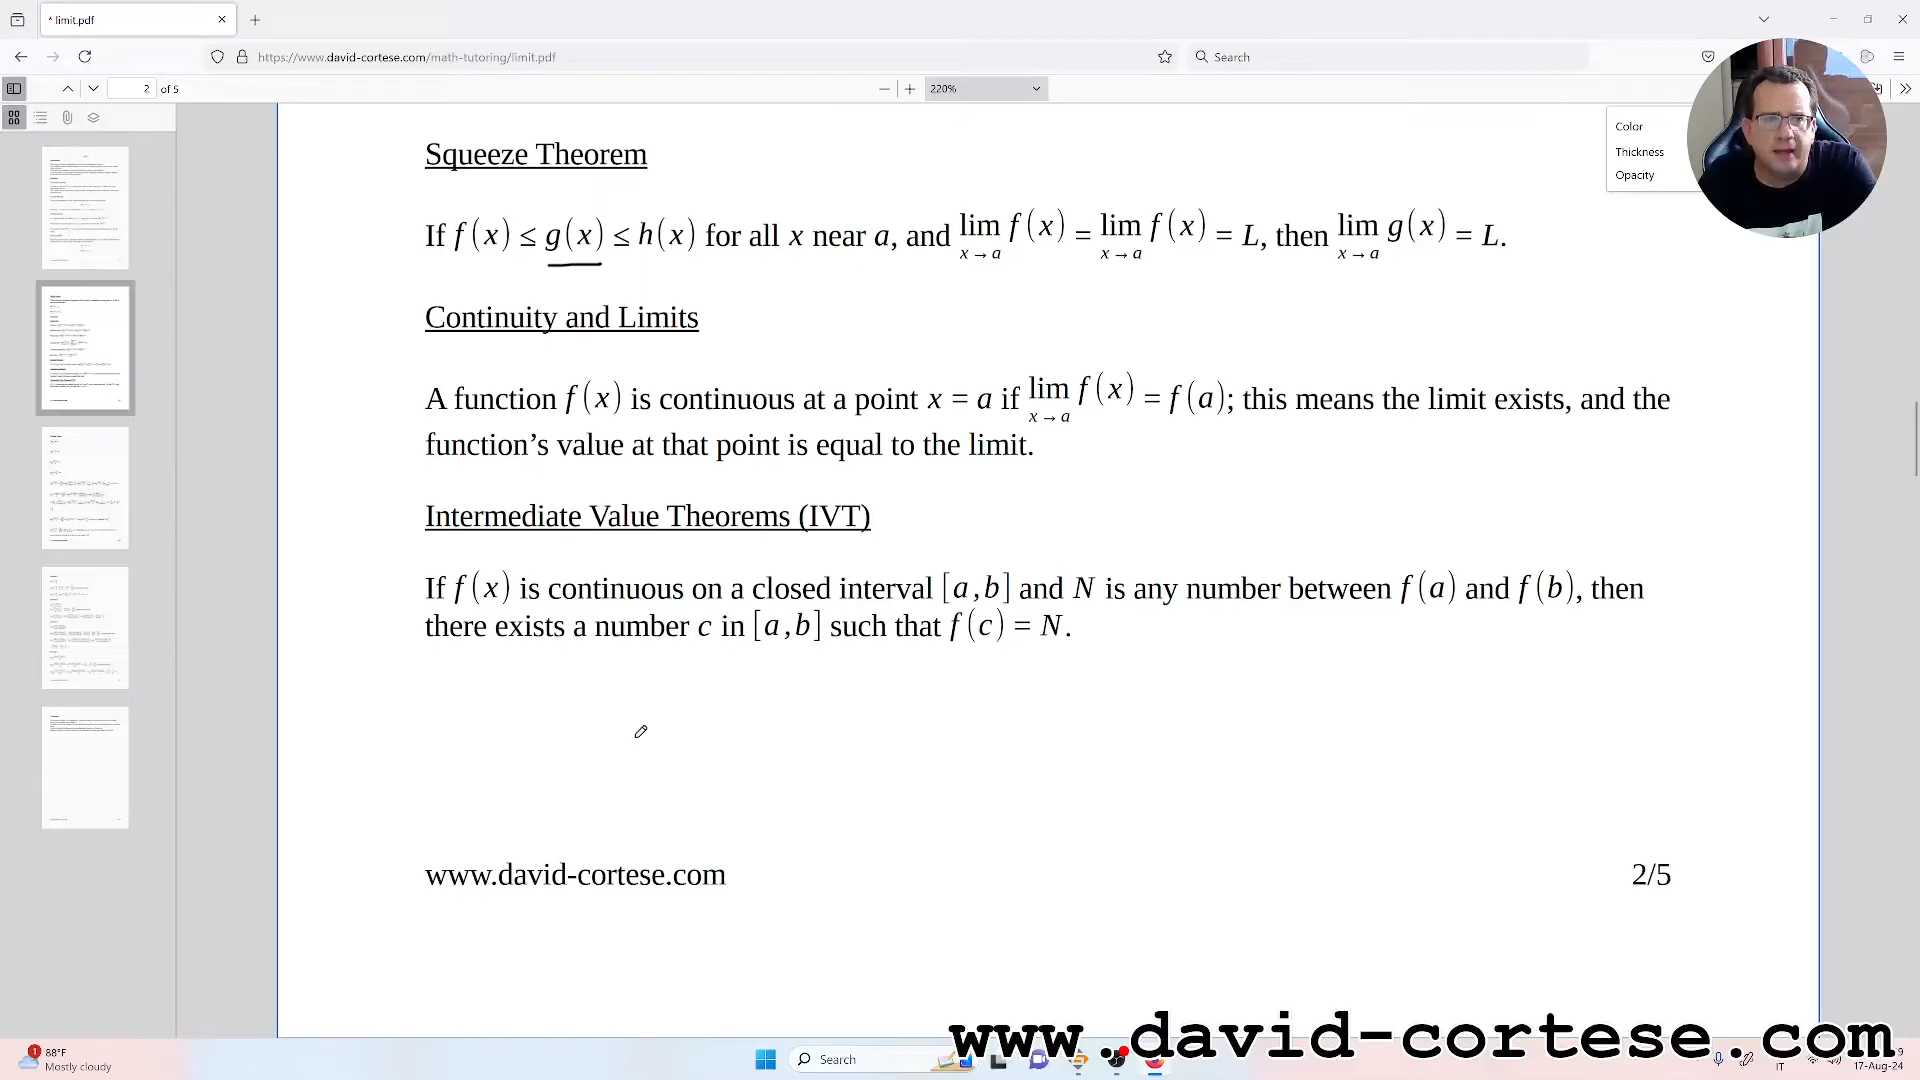 * limit.pdf
https://www.david-cortese.com/math-tutoring/limit.pdf
Search
2 of 5
220%
Color
Thickness
Opacity
Squeeze Theorem
If f(x) ≤ g(x) ≤ h(x) for all x near a, and lim x→a f(x) = lim x→a f(x) = L, then lim x→a g(x) = L.
Continuity and Limits
A function f(x) is continuous at a point x = a if lim x→a f(x) = f(a); this means the limit exists, and the
function’s value at that point is equal to the limit.
Intermediate Value Theorems (IVT)
If f(x) is continuous on a closed interval [a,b] and N is any number between f(a) and f(b), then
there exists a number c in [a,b] such that f(c) = N.
www.david-cortese.com 2/5
www.david-cortese.com
1
88°F
Mostly cloudy
Search
IT
17-Aug-24